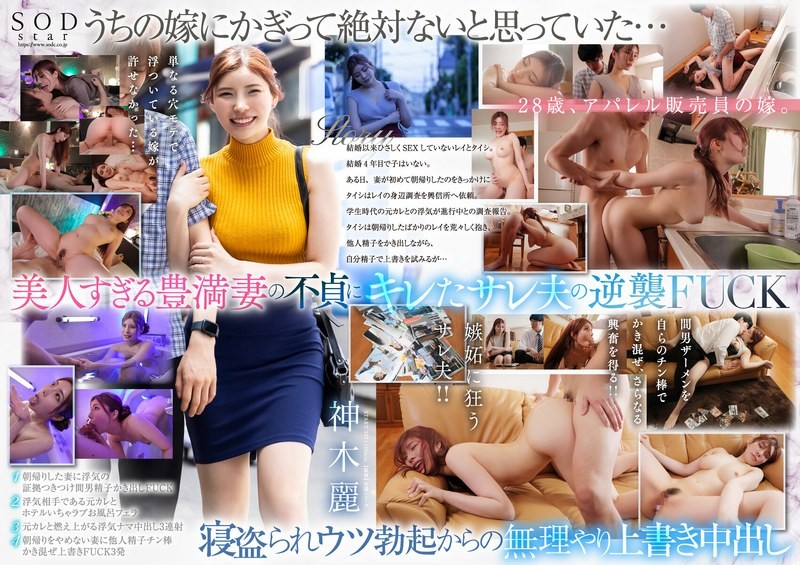 SOD
star
https://www.sodc.co.jp
うちの嫁にかぎって絶対ないと思っていた…
単なる穴モテで
浮ついている嫁が
許せなかった…
28歳、アパレル販売員の嫁。
Story
結婚以来ひさしくSEXしていないレイとタイシ。
結婚4年目で子はいない。
ある日、妻が初めて朝帰りしたのをきっかけに
タイシはレイの身辺調査を興信所へ依頼。
学生時代の元カレとの浮気が進行中との調査報告。
タイシは朝帰りしたばかりのレイを荒々しく抱き、
他人精子をかき出しながら、
自分精子で上書きを試みるが…
美人すぎる豊満妻の不貞にキレたサレ夫の逆襲FUCK
嫉妬に狂う
サレ夫!!
間男ザーメンを
自らのチン棒で
かき混ぜ、さらなる
興奮を得る!!
神木麗
1 朝帰りした妻に浮気の
証拠つきつけ間男精子かき出しFUCK
2 浮気相手である元カレと
ホテルいちゃラブお風呂フェラ
3 元カレと燃え上がる浮気ナマ中出し3連射
4 朝帰りをやめない妻に他人精子チン棒
かき混ぜ上書きFUCK3発
寝盗られウツ勃起からの無理やり上書き中出し